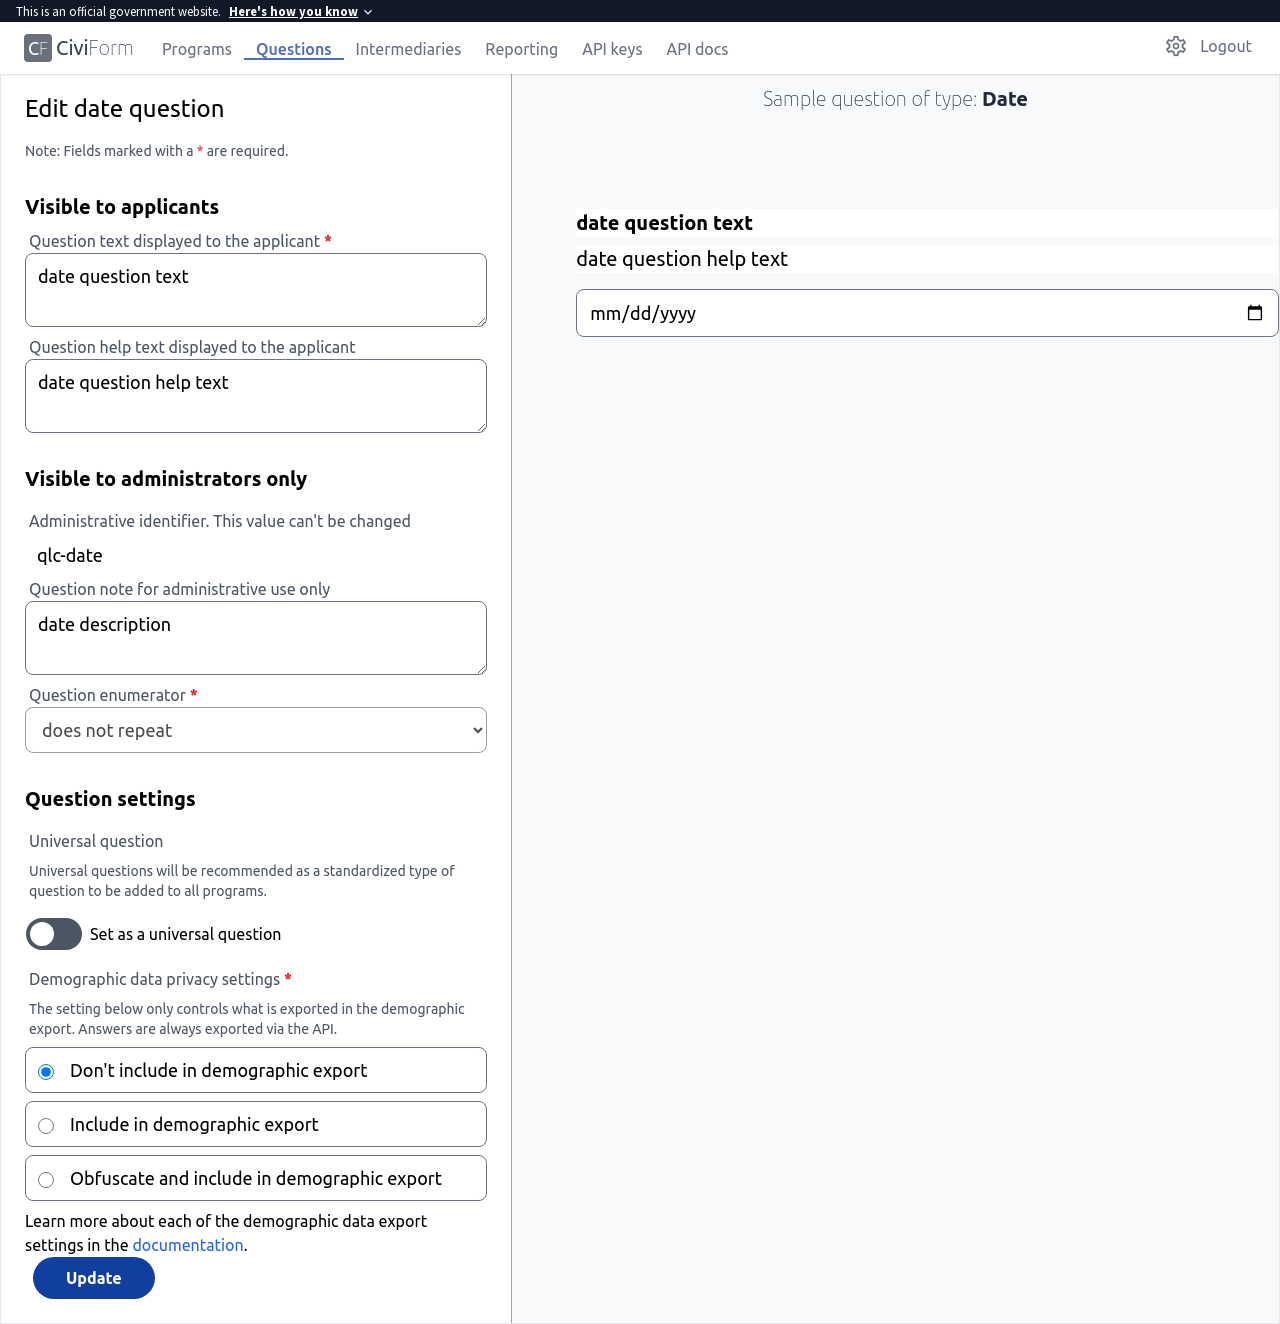 This is an official government website. Here's how you know
CF CiviForm Programs Questions Intermediaries Reporting API keys API docs Logout
Edit date question
Note: Fields marked with a * are required.
Visible to applicants
Question text displayed to the applicant *
date question text
Question help text displayed to the applicant
date question help text
Visible to administrators only
Administrative identifier. This value can't be changed
qlc-date
Question note for administrative use only
date description
Question enumerator *
does not repeat
Question settings
Universal question
Universal questions will be recommended as a standardized type of
question to be added to all programs.
Set as a universal question
Demographic data privacy settings *
The setting below only controls what is exported in the demographic
export. Answers are always exported via the API.
Don't include in demographic export
Include in demographic export
Obfuscate and include in demographic export
Learn more about each of the demographic data export
settings in the documentation.
Update
Sample question of type: Date
date question text
date question help text
mm/dd/yyyy